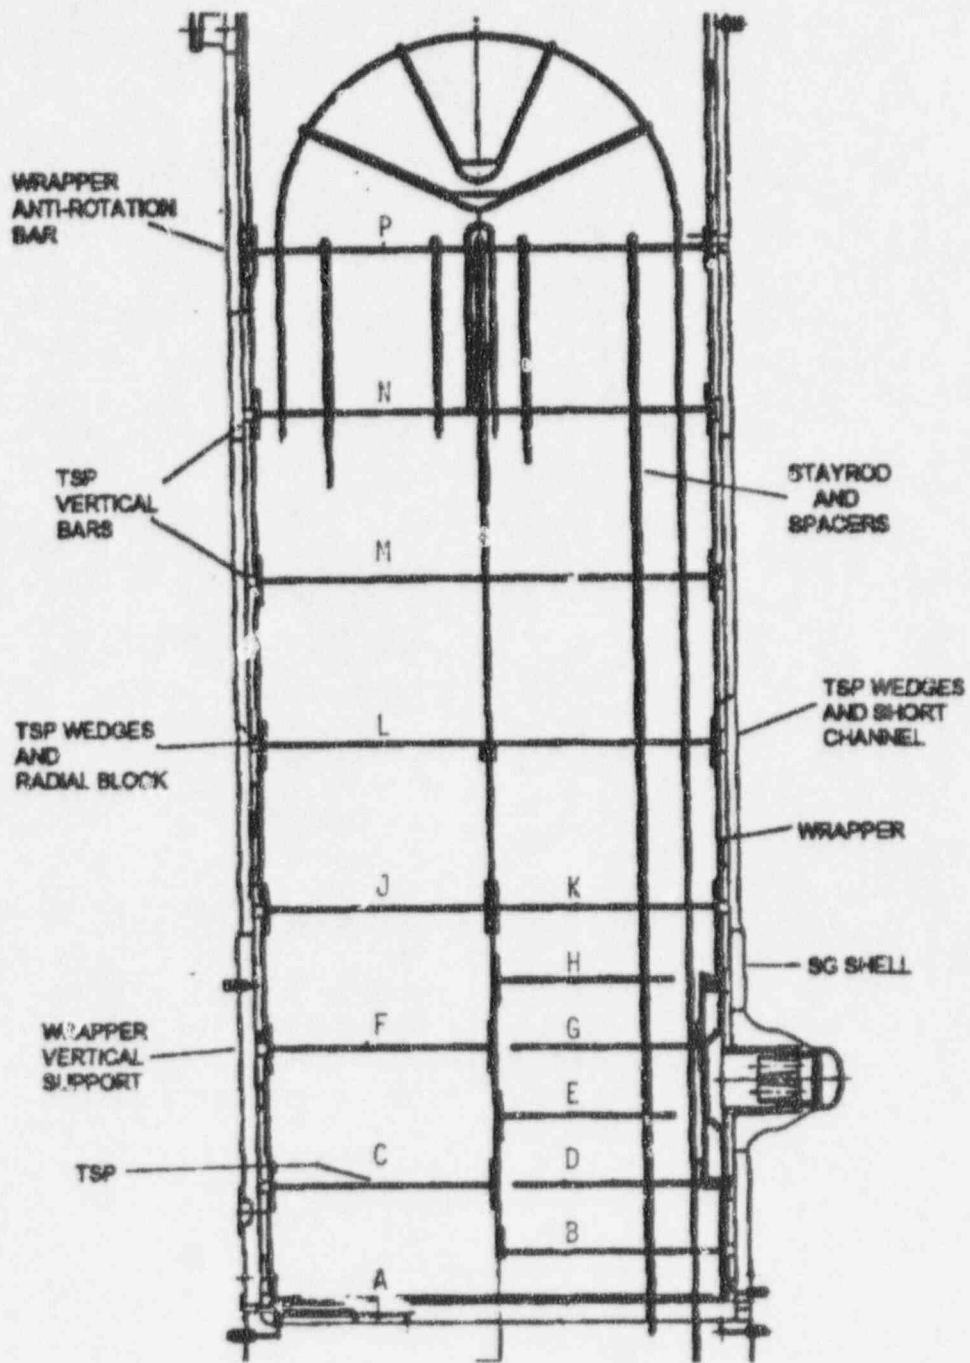 WRAPPER
ANTI-ROTATION
BAR
P
N
TSP
VERTICAL
BARS
STAYROD
AND
SPACERS
M
TSP WEDGES
AND
RADIAL BLOCK
L
TSP WEDGES
AND SHORT
CHANNEL
WRAPPER
J
K
H
SG SHELL
WRAPPER
VERTICAL
SUPPORT
F
G
E
TSP
C
D
B
A